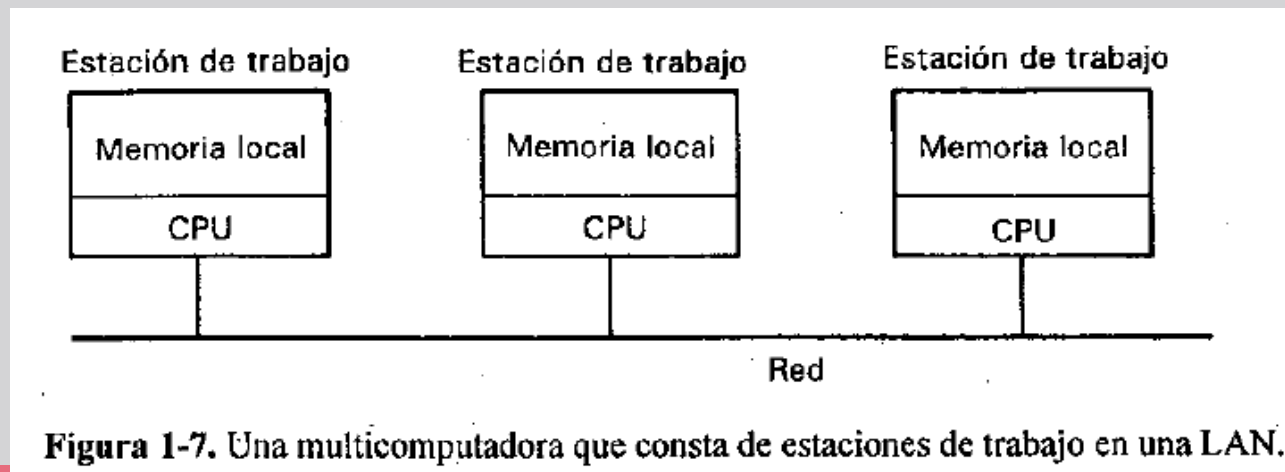 Estación de trabajo Estación de trabajo Estación de trabajo
Memoria local Memoria local Memoria local
CPU CPU CPU
Red
Figura 1-7. Una multicomputadora que consta de estaciones de trabajo en una LAN.